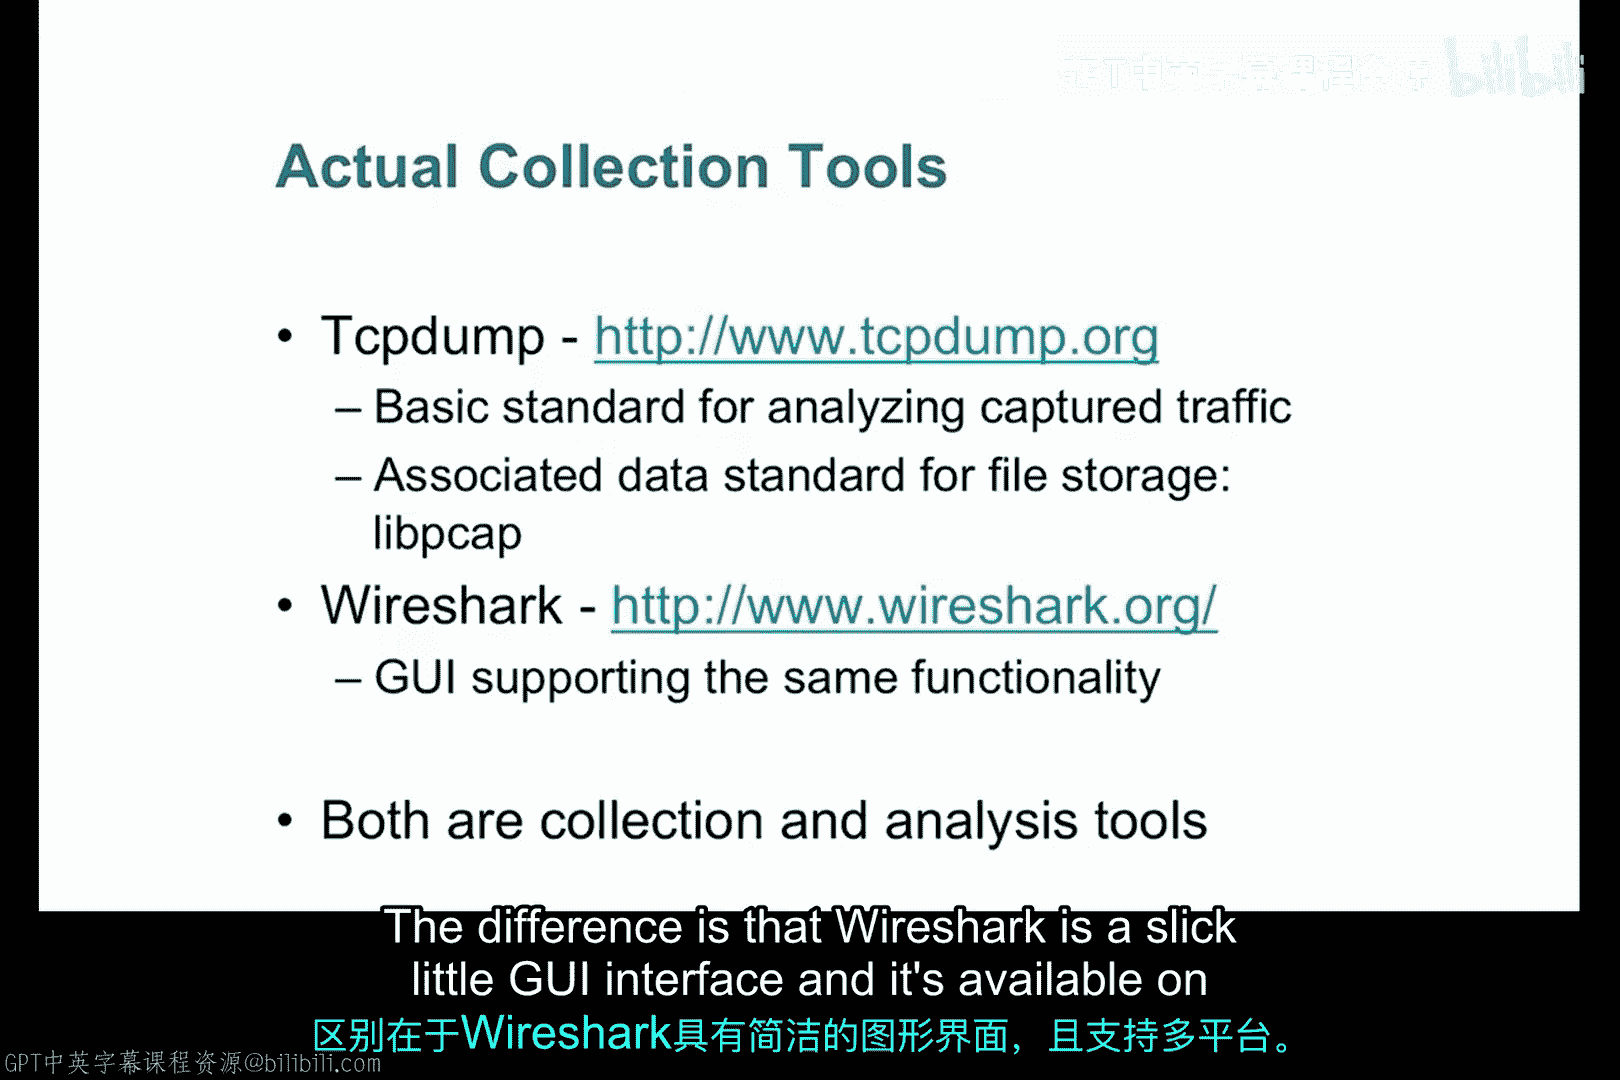 bilibili
Actual Collection Tools
• Tcpdump - http://www.tcpdump.org
– Basic standard for analyzing captured traffic
– Associated data standard for file storage:
libpcap
• Wireshark - http://www.wireshark.org/
– GUI supporting the same functionality
• Both are collection and analysis tools
The difference is that Wireshark is a slick
little GUI interface and it's available on
区别在于Wireshark具有简洁的图形界面，且支持多平台。
GPT中英字幕课程资源@bilibili.com